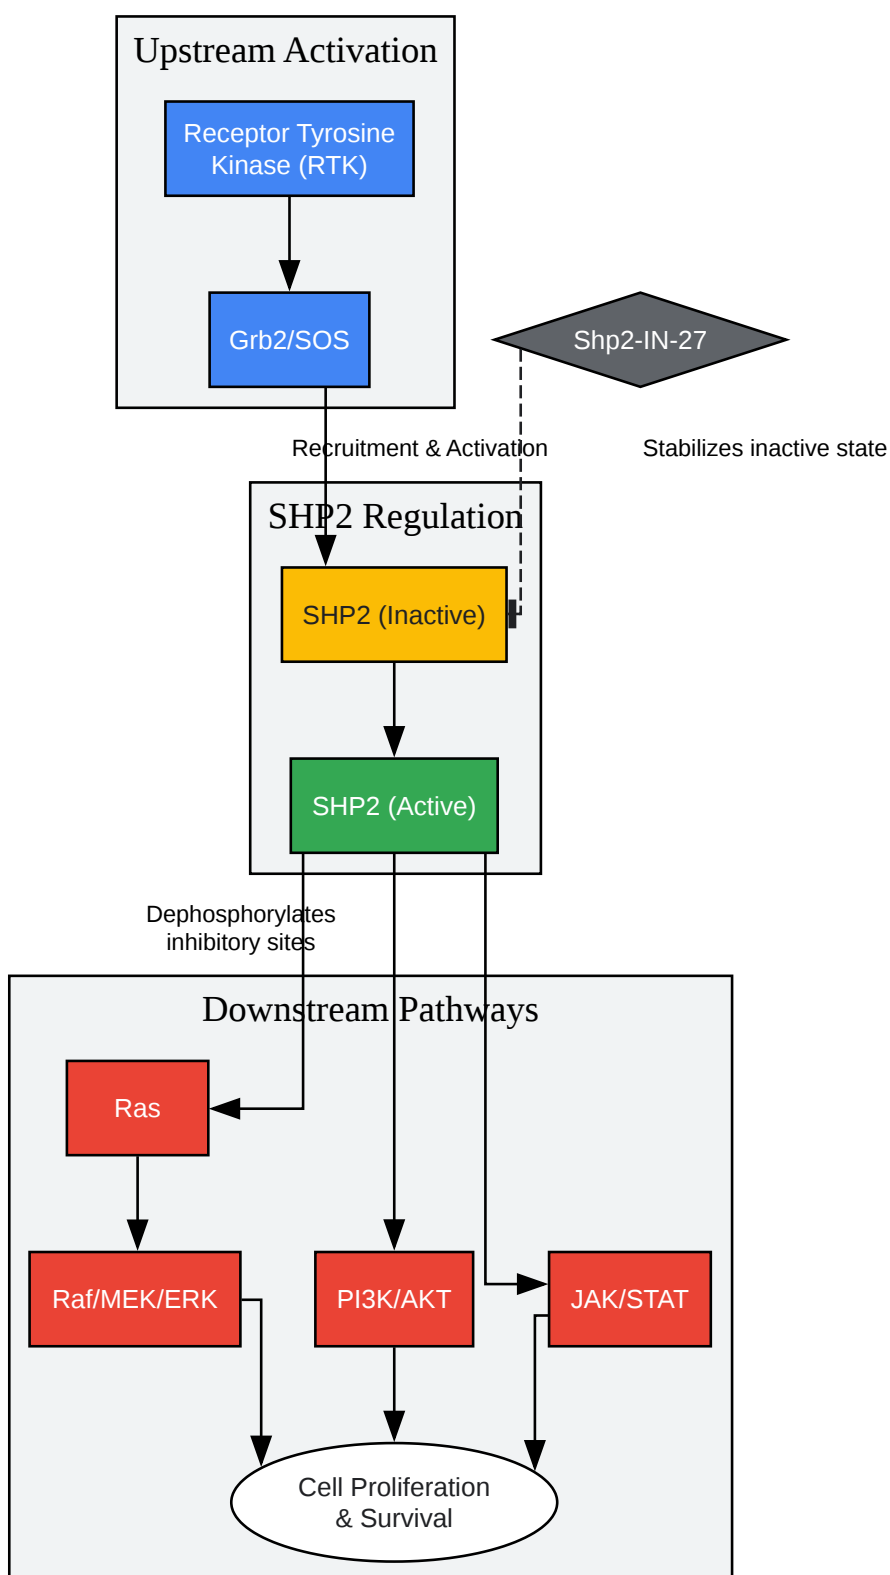 Upstream Activation
Receptor Tyrosine
Kinase (RTK)
Grb2/SOS
Shp2-IN-27
Recruitment & Activation
Stabilizes inactive state
SHP2 Regulation
SHP2 (Inactive)
SHP2 (Active)
Dephosphorylates
inhibitory sites
Downstream Pathways
Ras
Raf/MEK/ERK
PI3K/AKT
JAK/STAT
Cell Proliferation
& Survival